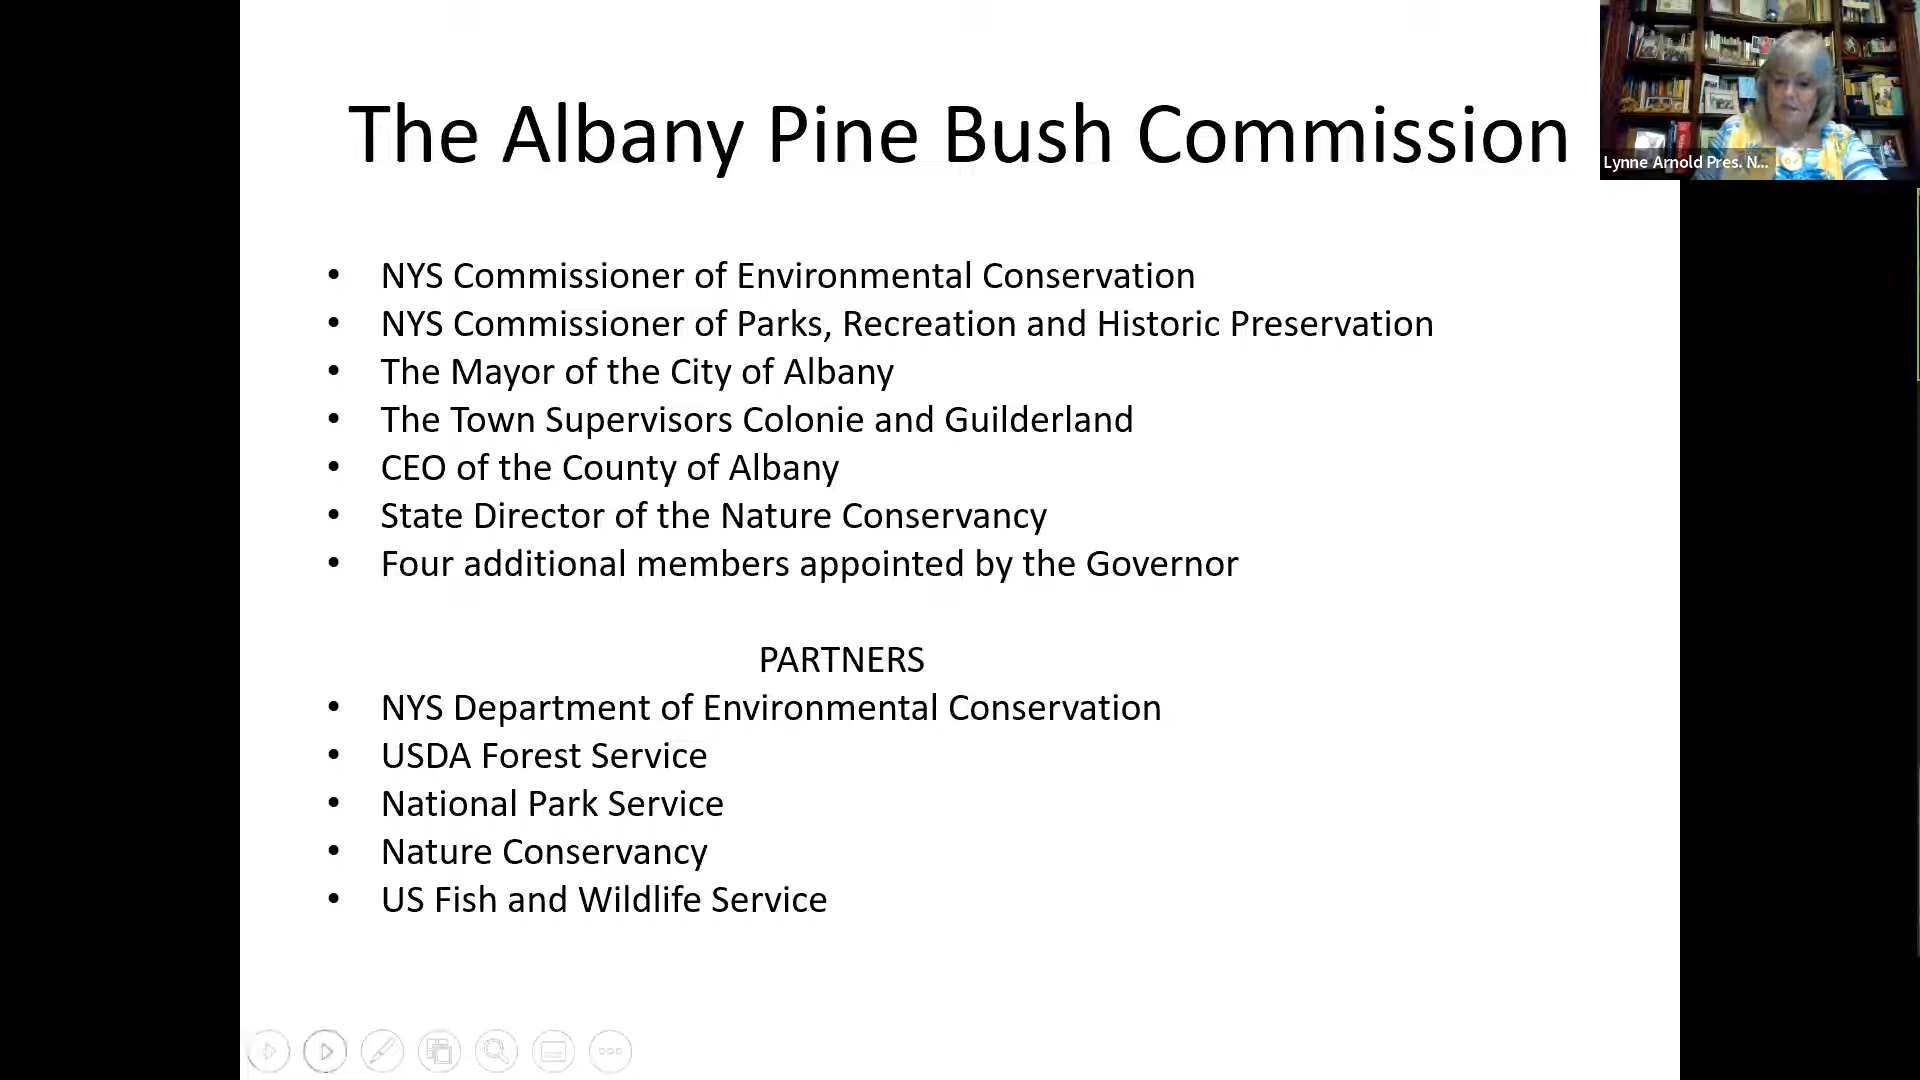 The Albany Pine Bush Commission
Lynne Arnold Pres. N...
• NYS Commissioner of Environmental Conservation
• NYS Commissioner of Parks, Recreation and Historic Preservation
• The Mayor of the City of Albany
• The Town Supervisors Colonie and Guilderland
• CEO of the County of Albany
• State Director of the Nature Conservancy
• Four additional members appointed by the Governor
PARTNERS
• NYS Department of Environmental Conservation
• USDA Forest Service
• National Park Service
• Nature Conservancy
• US Fish and Wildlife Service